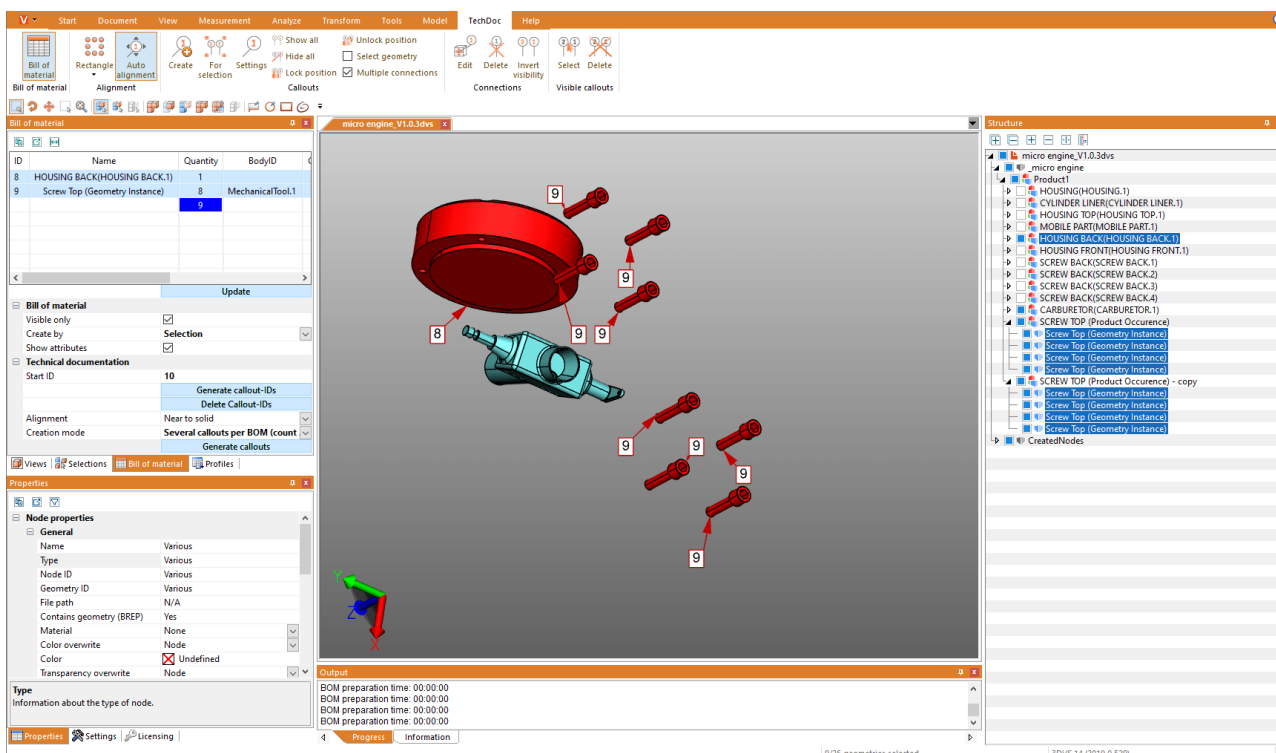 V Start Document View Measurement Analyze Transform Tools Model TechDoc Help
Bill of material
Rectangle
Auto alignment
Create
For selection
Settings
Show all
Hide all
Lock position
Unlock position
Select geometry
Multiple connections
Edit
Delete
Invert visibility
Select
Delete
Bill of material Alignment Callouts Connections Visible callouts
Bill of material
ID Name Quantity BodyID
8 HOUSING BACK(HOUSING BACK.1) 1
9 Screw Top (Geometry Instance) 8 MechanicalTool.1
9
Update
Bill of material
Visible only
Create by Selection
Show attributes
Technical documentation
Start ID 10
Generate callout-IDs
Delete Callout-IDs
Alignment Near to solid
Creation mode Several callouts per BOM (count
Generate callouts
Views Selections Bill of material Profiles
Properties
Node properties
General
Name Various
Type Various
Node ID Various
Geometry ID Various
File path N/A
Contains geometry (BREP) Yes
Material None
Color overwrite Node
Color Undefined
Transparency overwrite Node
Type
Information about the type of node.
Properties Settings Licensing
micro engine_V1.0.3dvs
9
9
9
8
9
9
9
9
9
9
Y
Z
X
Output
BOM preparation time: 00:00:00
BOM preparation time: 00:00:00
BOM preparation time: 00:00:00
BOM preparation time: 00:00:00
Progress Information
Structure
micro engine_V1.0.3dvs
_micro engine
Product1
HOUSING(HOUSING.1)
CYLINDER LINER(CYLINDER LINER.1)
HOUSING TOP(HOUSING TOP.1)
MOBILE PART(MOBILE PART.1)
HOUSING BACK(HOUSING BACK.1)
HOUSING FRONT(HOUSING FRONT.1)
SCREW BACK(SCREW BACK.1)
SCREW BACK(SCREW BACK.2)
SCREW BACK(SCREW BACK.3)
SCREW BACK(SCREW BACK.4)
CARBURETOR(CARBURETOR.1)
SCREW TOP (Product Occurence)
Screw Top (Geometry Instance)
Screw Top (Geometry Instance)
Screw Top (Geometry Instance)
Screw Top (Geometry Instance)
SCREW TOP (Product Occurence) - copy
Screw Top (Geometry Instance)
Screw Top (Geometry Instance)
Screw Top (Geometry Instance)
Screw Top (Geometry Instance)
CreatedNodes